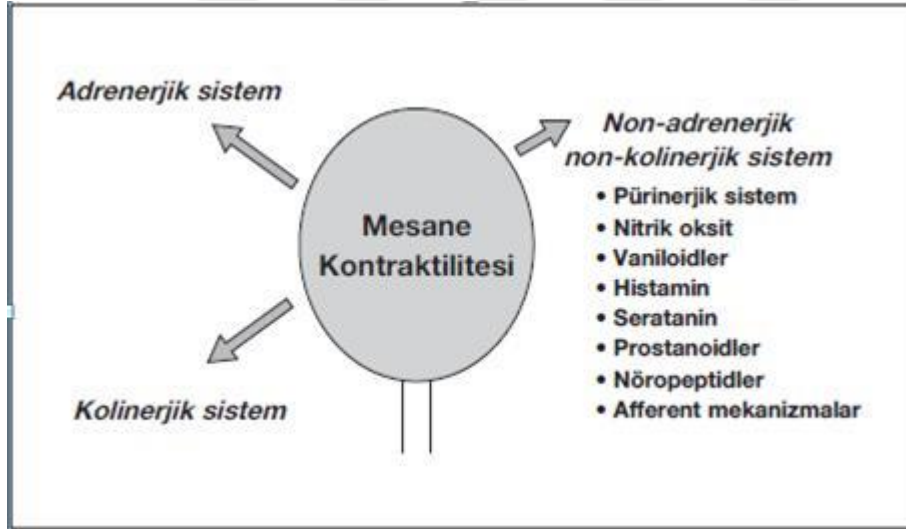 Adrenerjik sistem
Non-adrenerjik
non-kolinerjik sistem
• Pürinerjik sistem
• Nitrik oksit
• Vaniloidler
• Histamin
• Seratanin
• Prostanoidler
• Nöropeptidler
• Afferent mekanizmalar
Mesane
Kontraktilitesi
Kolinerjik sistem